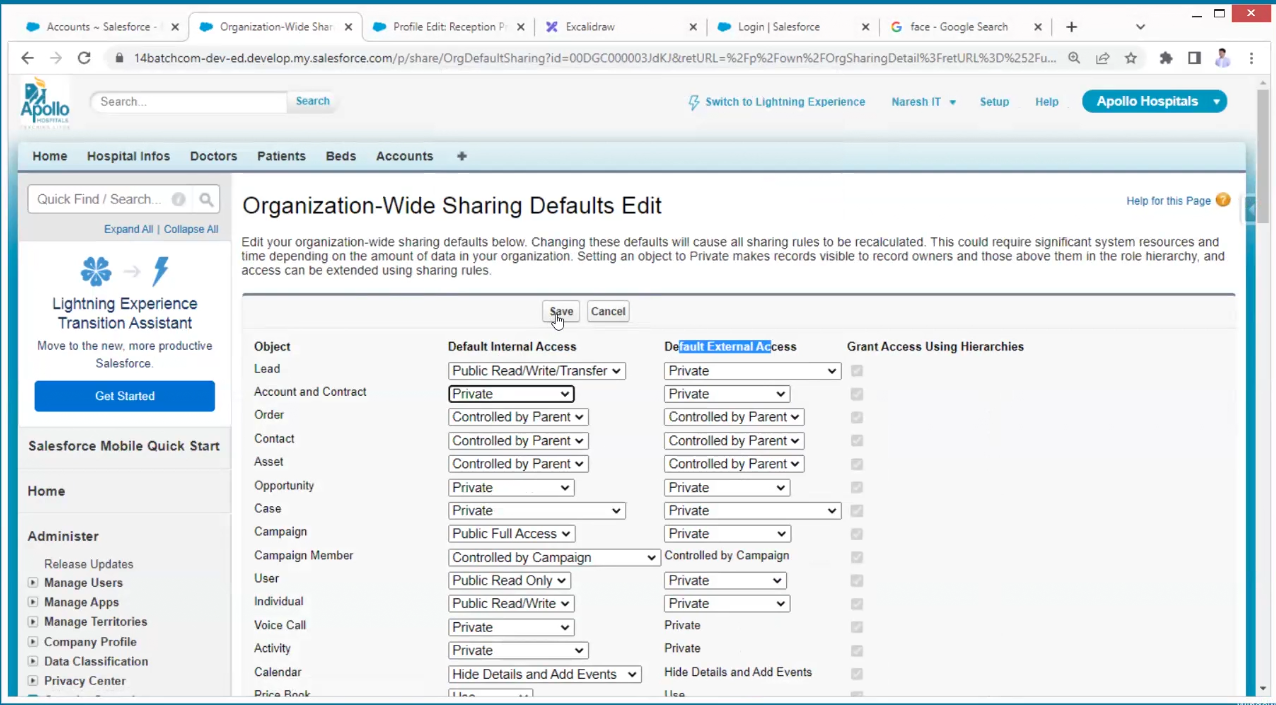 Accounts ~ Salesforce - Organization-Wide Shar Profile Edit: Reception P Excalidraw Login | Salesforce face - Google Search
14batchcom-dev-ed.develop.my.salesforce.com/p/share/OrgDefaultSharing?id=00DGC000003JdKJ&retURL=%2Fp%2Fown%2FOrgSharingDetail%3FretURL%3D%252Fu...
Apollo
HOSPITALS
Search... Search Switch to Lightning Experience Naresh IT Setup Help Apollo Hospitals
Home Hospital Infos Doctors Patients Beds Accounts +
Quick Find / Search...
Expand All | Collapse All
Lightning Experience
Transition Assistant
Move to the new, more productive
Salesforce.
Get Started
Salesforce Mobile Quick Start
Home
Administer
Release Updates
Manage Users
Manage Apps
Manage Territories
Company Profile
Data Classification
Privacy Center
Organization-Wide Sharing Defaults Edit
Help for this Page ?
Edit your organization-wide sharing defaults below. Changing these defaults will cause all sharing rules to be recalculated. This could require significant system resources and
time depending on the amount of data in your organization. Setting an object to Private makes records visible to record owners and those above them in the role hierarchy, and
access can be extended using sharing rules.
Save Cancel
Object Default Internal Access Default External Access Grant Access Using Hierarchies
Lead Public Read/Write/Transfer Private
Account and Contract Private Private
Order Controlled by Parent Controlled by Parent
Contact Controlled by Parent Controlled by Parent
Asset Controlled by Parent Controlled by Parent
Opportunity Private Private
Case Private Private
Campaign Public Full Access Private
Campaign Member Controlled by Campaign Controlled by Campaign
User Public Read Only Private
Individual Public Read/Write Private
Voice Call Private Private
Activity Private Private
Calendar Hide Details and Add Events Hide Details and Add Events
Price Book Use Use